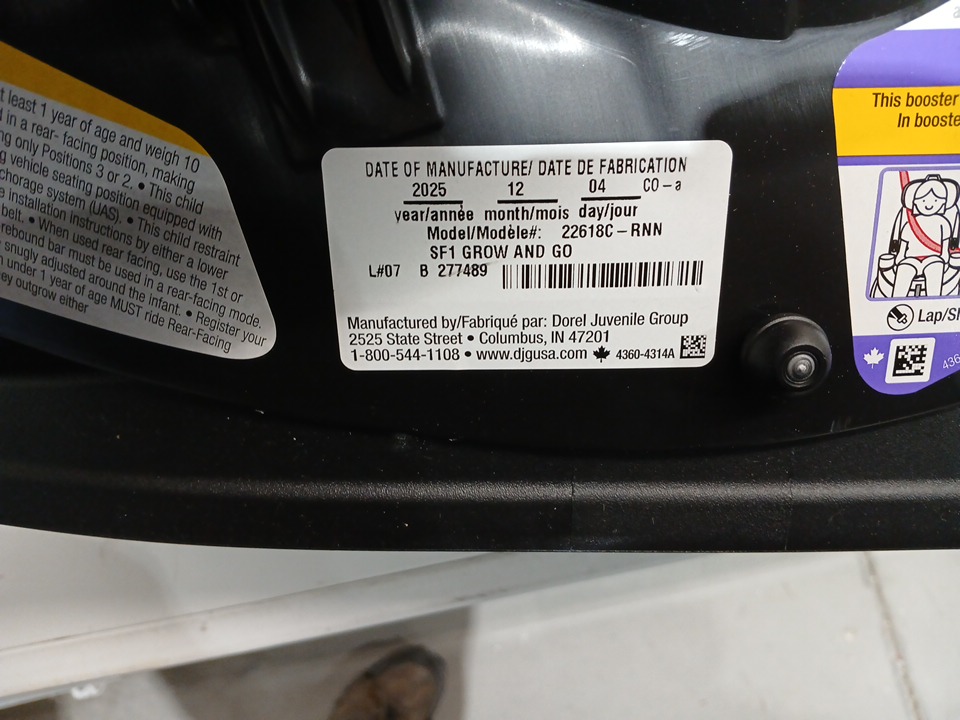 t least 1 year of age and weigh 10
in a rear- facing position, making
ng only Positions 3 or 2. • This child
g vehicle seating position equipped with
chorage system (UAS). • This child restraint
e installation instructions by either a lower
belt. • When used rear facing, use the 1st or
rebound bar must be used in a rear-facing mode.
snugly adjusted around the infant. • Register your
n under 1 year of age MUST ride Rear-Facing
ey outgrow either
DATE OF MANUFACTURE/ DATE DE FABRICATION
2025 12 04 CO-a
year/année month/mois day/jour
Model/Modèle#: 22618C-RNN
SF1 GROW AND GO
L#07 B 277489
Manufactured by/Fabriqué par: Dorel Juvenile Group
2525 State Street • Columbus, IN 47201
1-800-544-1108 • www.djgusa.com 4360-4314A
This booster
In booste
Lap/Sh
436